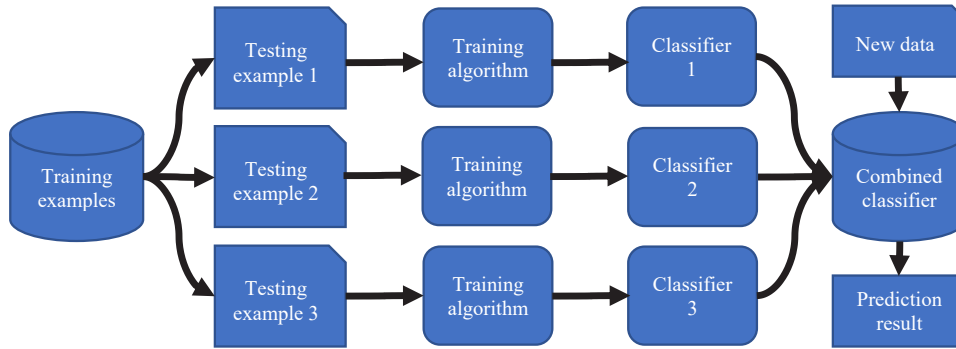 Training
examples
Testing
example 1
Training
algorithm
Classifier
1
Testing
example 2
Training
algorithm
Classifier
2
Testing
example 3
Training
algorithm
Classifier
3
New data
Combined
classifier
Prediction
result